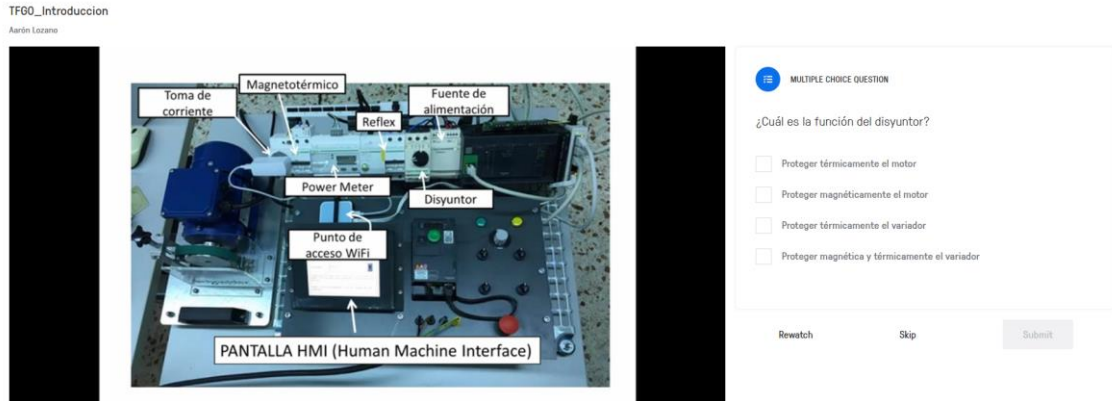 TFG0_Introduccion
Aarón Lozano
Toma de
corriente
Magnetotérmico
Reflex
Fuente de
alimentación
Power Meter
Disyuntor
Punto de
acceso WiFi
PANTALLA HMI (Human Machine Interface)
MULTIPLE CHOICE QUESTION
¿Cuál es la función del disyuntor?
Proteger térmicamente el motor
Proteger magnéticamente el motor
Proteger térmicamente el variador
Proteger magnética y térmicamente el variador
Rewatch
Skip
Submit